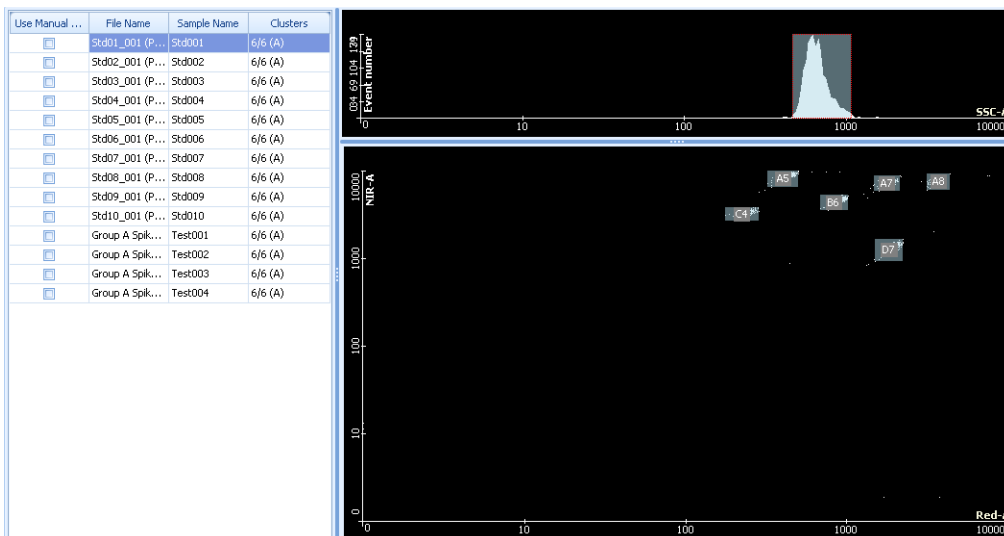 Use Manual ... File Name Sample Name Clusters
Std01_001 (P... Std001 6/6 (A)
Std02_001 (P... Std002 6/6 (A)
Std03_001 (P... Std003 6/6 (A)
Std04_001 (P... Std004 6/6 (A)
Std05_001 (P... Std005 6/6 (A)
Std06_001 (P... Std006 6/6 (A)
Std07_001 (P... Std007 6/6 (A)
Std08_001 (P... Std008 6/6 (A)
Std09_001 (P... Std009 6/6 (A)
Std10_001 (P... Std010 6/6 (A)
Group A Spik... Test001 6/6 (A)
Group A Spik... Test002 6/6 (A)
Group A Spik... Test003 6/6 (A)
Group A Spik... Test004 6/6 (A)
Event number
034 69 104 139
SSC-A
0 10 100 1000 10000
NIR-A
10000
1000
100
10
0
A5 A7 A8
B6
C4
D7
Red-A
0 10 100 1000 10000